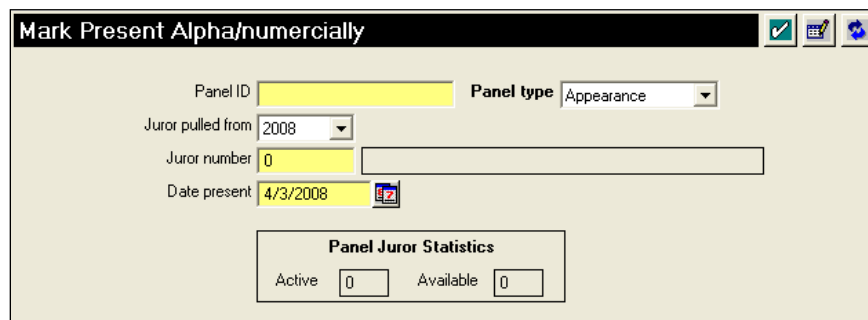 Mark Present Alpha/numercially
Panel ID Panel type Appearance
Juror pulled from 2008
Juror number 0
Date present 4/3/2008
Panel Juror Statistics
Active 0 Available 0